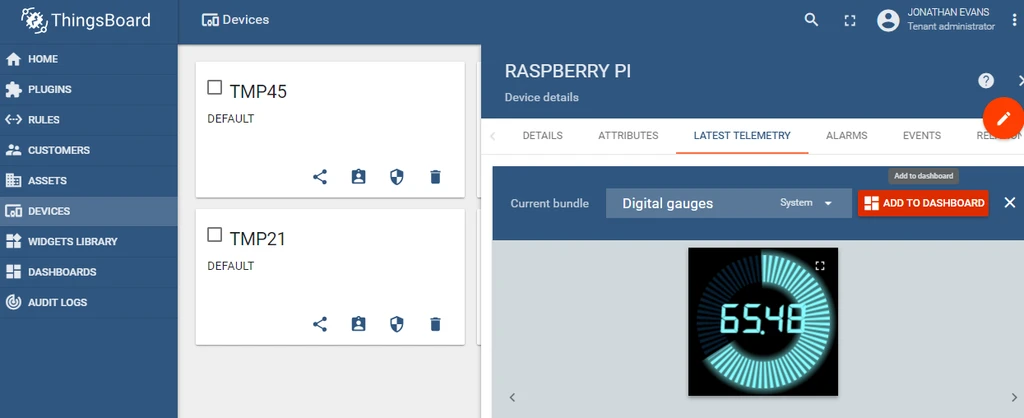 ThingsBoard
Devices
JONATHAN EVANS
Tenant administrator
HOME
PLUGINS
RULES
CUSTOMERS
ASSETS
DEVICES
WIDGETS LIBRARY
DASHBOARDS
AUDIT LOGS
TMP45
DEFAULT
TMP21
DEFAULT
RASPBERRY PI
Device details
DETAILS ATTRIBUTES LATEST TELEMETRY ALARMS EVENTS
Add to dashboard
Current bundle Digital gauges System ADD TO DASHBOARD
65.48